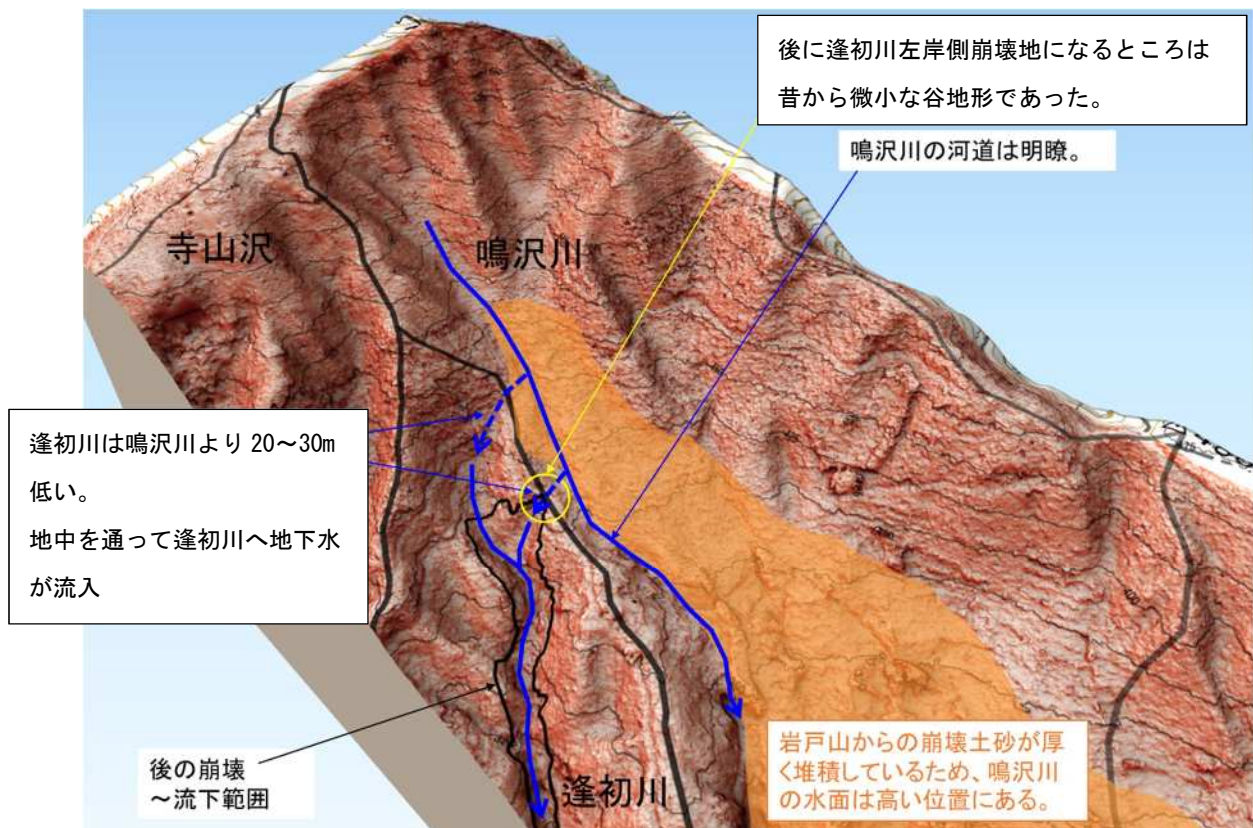 後に逢初川左岸側崩壊地になるところは
昔から微小な谷地形であった。
鳴沢川の河道は明瞭。
寺山沢
鳴沢川
逢初川は鳴沢川より 20～30m
低い。
地中を通って逢初川へ地下水
が流入
後の崩壊
～流下範囲
逢初川
岩戸山からの崩壊土砂が厚
く堆積しているため、鳴沢川
の水面は高い位置にある。